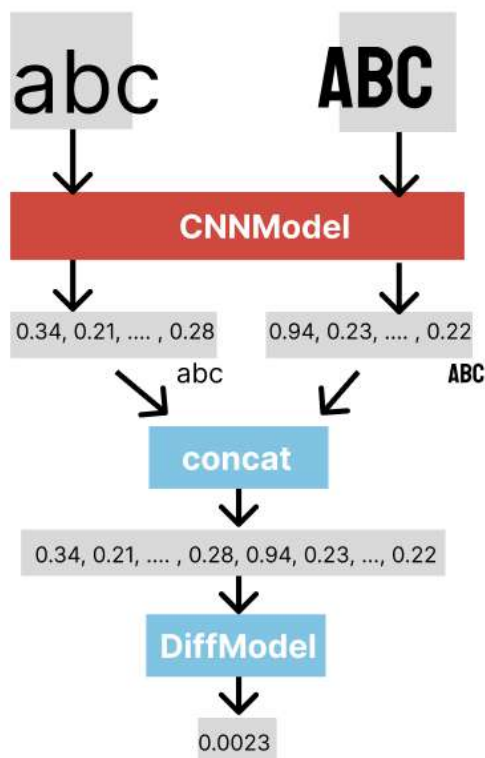 abc
ABC
CNNModel
0.34, 0.21, .... , 0.28
0.94, 0.23, .... , 0.22
abc
ABC
concat
0.34, 0.21, .... , 0.28, 0.94, 0.23, ..., 0.22
DiffModel
0.0023